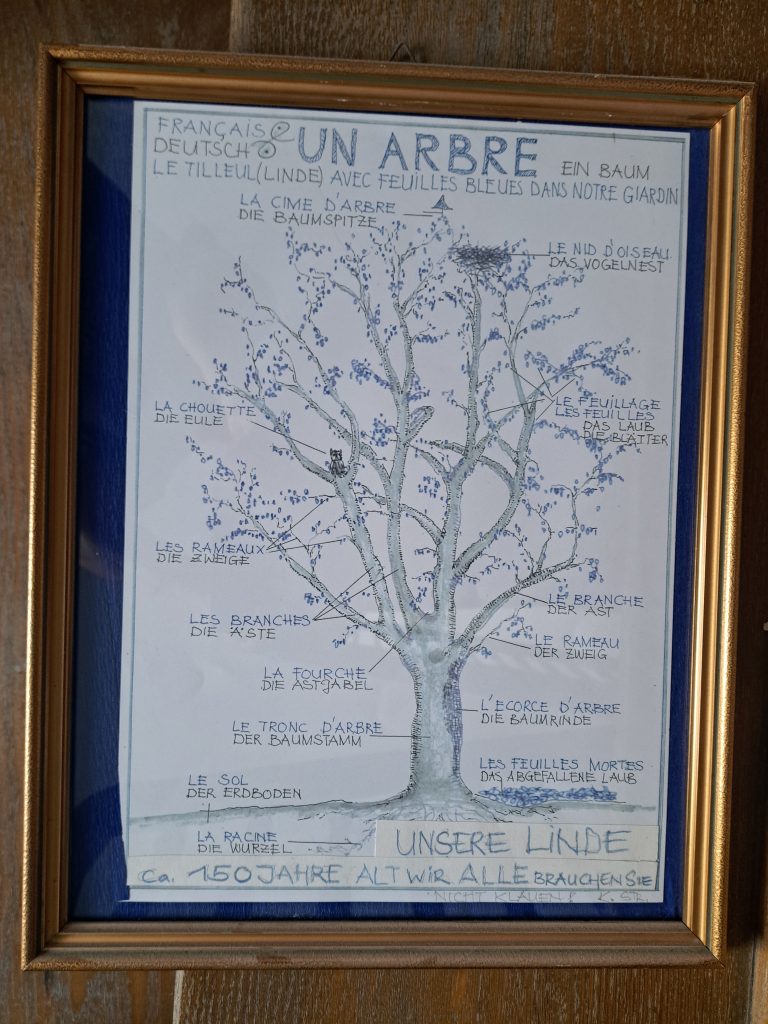 FRANÇAIS &
DEUTSCH
UN ARBRE
EIN BAUM
LE TILLEUL (LINDE) AVEC FEUILLES BLEUES DANS NOTRE GIARDIN
LA CIME D'ARBRE
DIE BAUMSPITZE
LE NID D'OISEAU
DAS VOGELNEST
LE FEUILLAGE
LES FEUILLES
DAS LAUB
DIE BLÄTTER
LA CHOUETTE
DIE EULE
LES RAMEAUX
DIE ZWEIGE
LES BRANCHES
DIE ÄSTE
LE BRANCHE
DER AST
LE RAMEAU
DER ZWEIG
LA FOURCHE
DIE ASTGABEL
L'ECORCE D'ARBRE
DIE BAUMRINDE
LE TRONC D'ARBRE
DER BAUMSTAMM
LES FEUILLES MORTES
DAS ABGEFALLENE LAUB
LE SOL
DER ERDBODEN
LA RACINE
DIE WURZEL
UNSERE LINDE
ca. 150 JAHRE ALT WIR ALLE BRAUCHEN SIE
NICHT KLAUEN! K. STR.